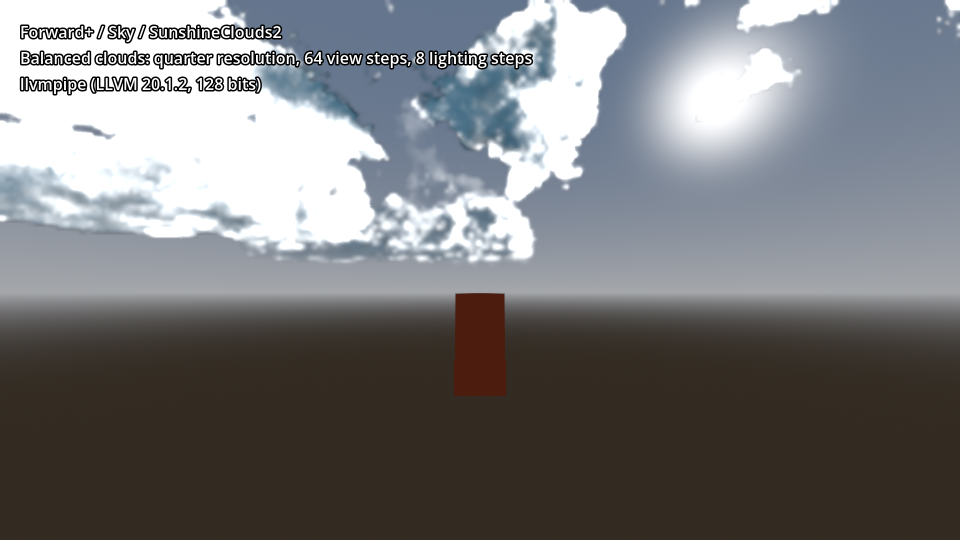 Forward+ / Sky / SunshineClouds2
Balanced clouds: quarter resolution, 64 view steps, 8 lighting steps
llvmpipe (LLVM 20.1.2, 128 bits)